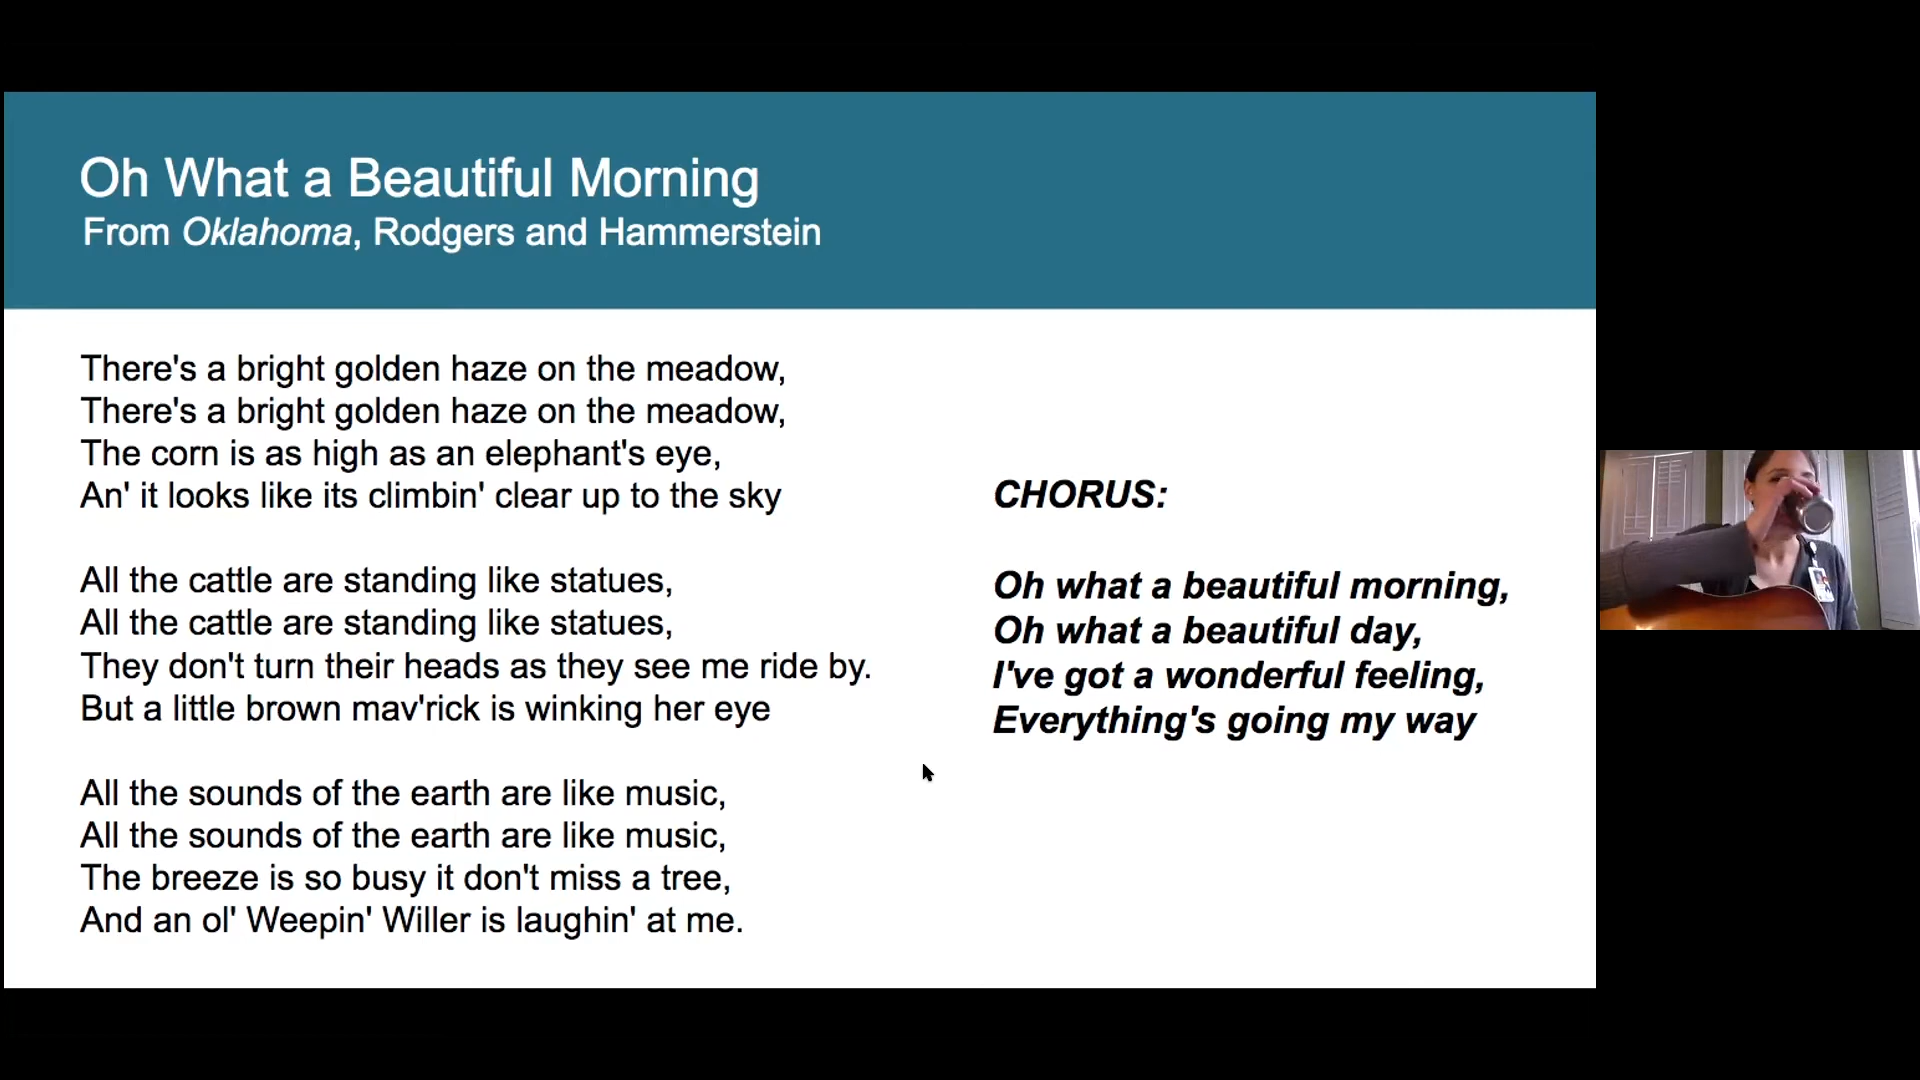 Oh What a Beautiful Morning
From Oklahoma, Rodgers and Hammerstein
There's a bright golden haze on the meadow,
There's a bright golden haze on the meadow,
The corn is as high as an elephant's eye,
An' it looks like its climbin' clear up to the sky
All the cattle are standing like statues,
All the cattle are standing like statues,
They don't turn their heads as they see me ride by.
But a little brown mav'rick is winking her eye
All the sounds of the earth are like music,
All the sounds of the earth are like music,
The breeze is so busy it don't miss a tree,
And an ol' Weepin' Willer is laughin' at me.
CHORUS:
Oh what a beautiful morning,
Oh what a beautiful day,
I've got a wonderful feeling,
Everything's going my way